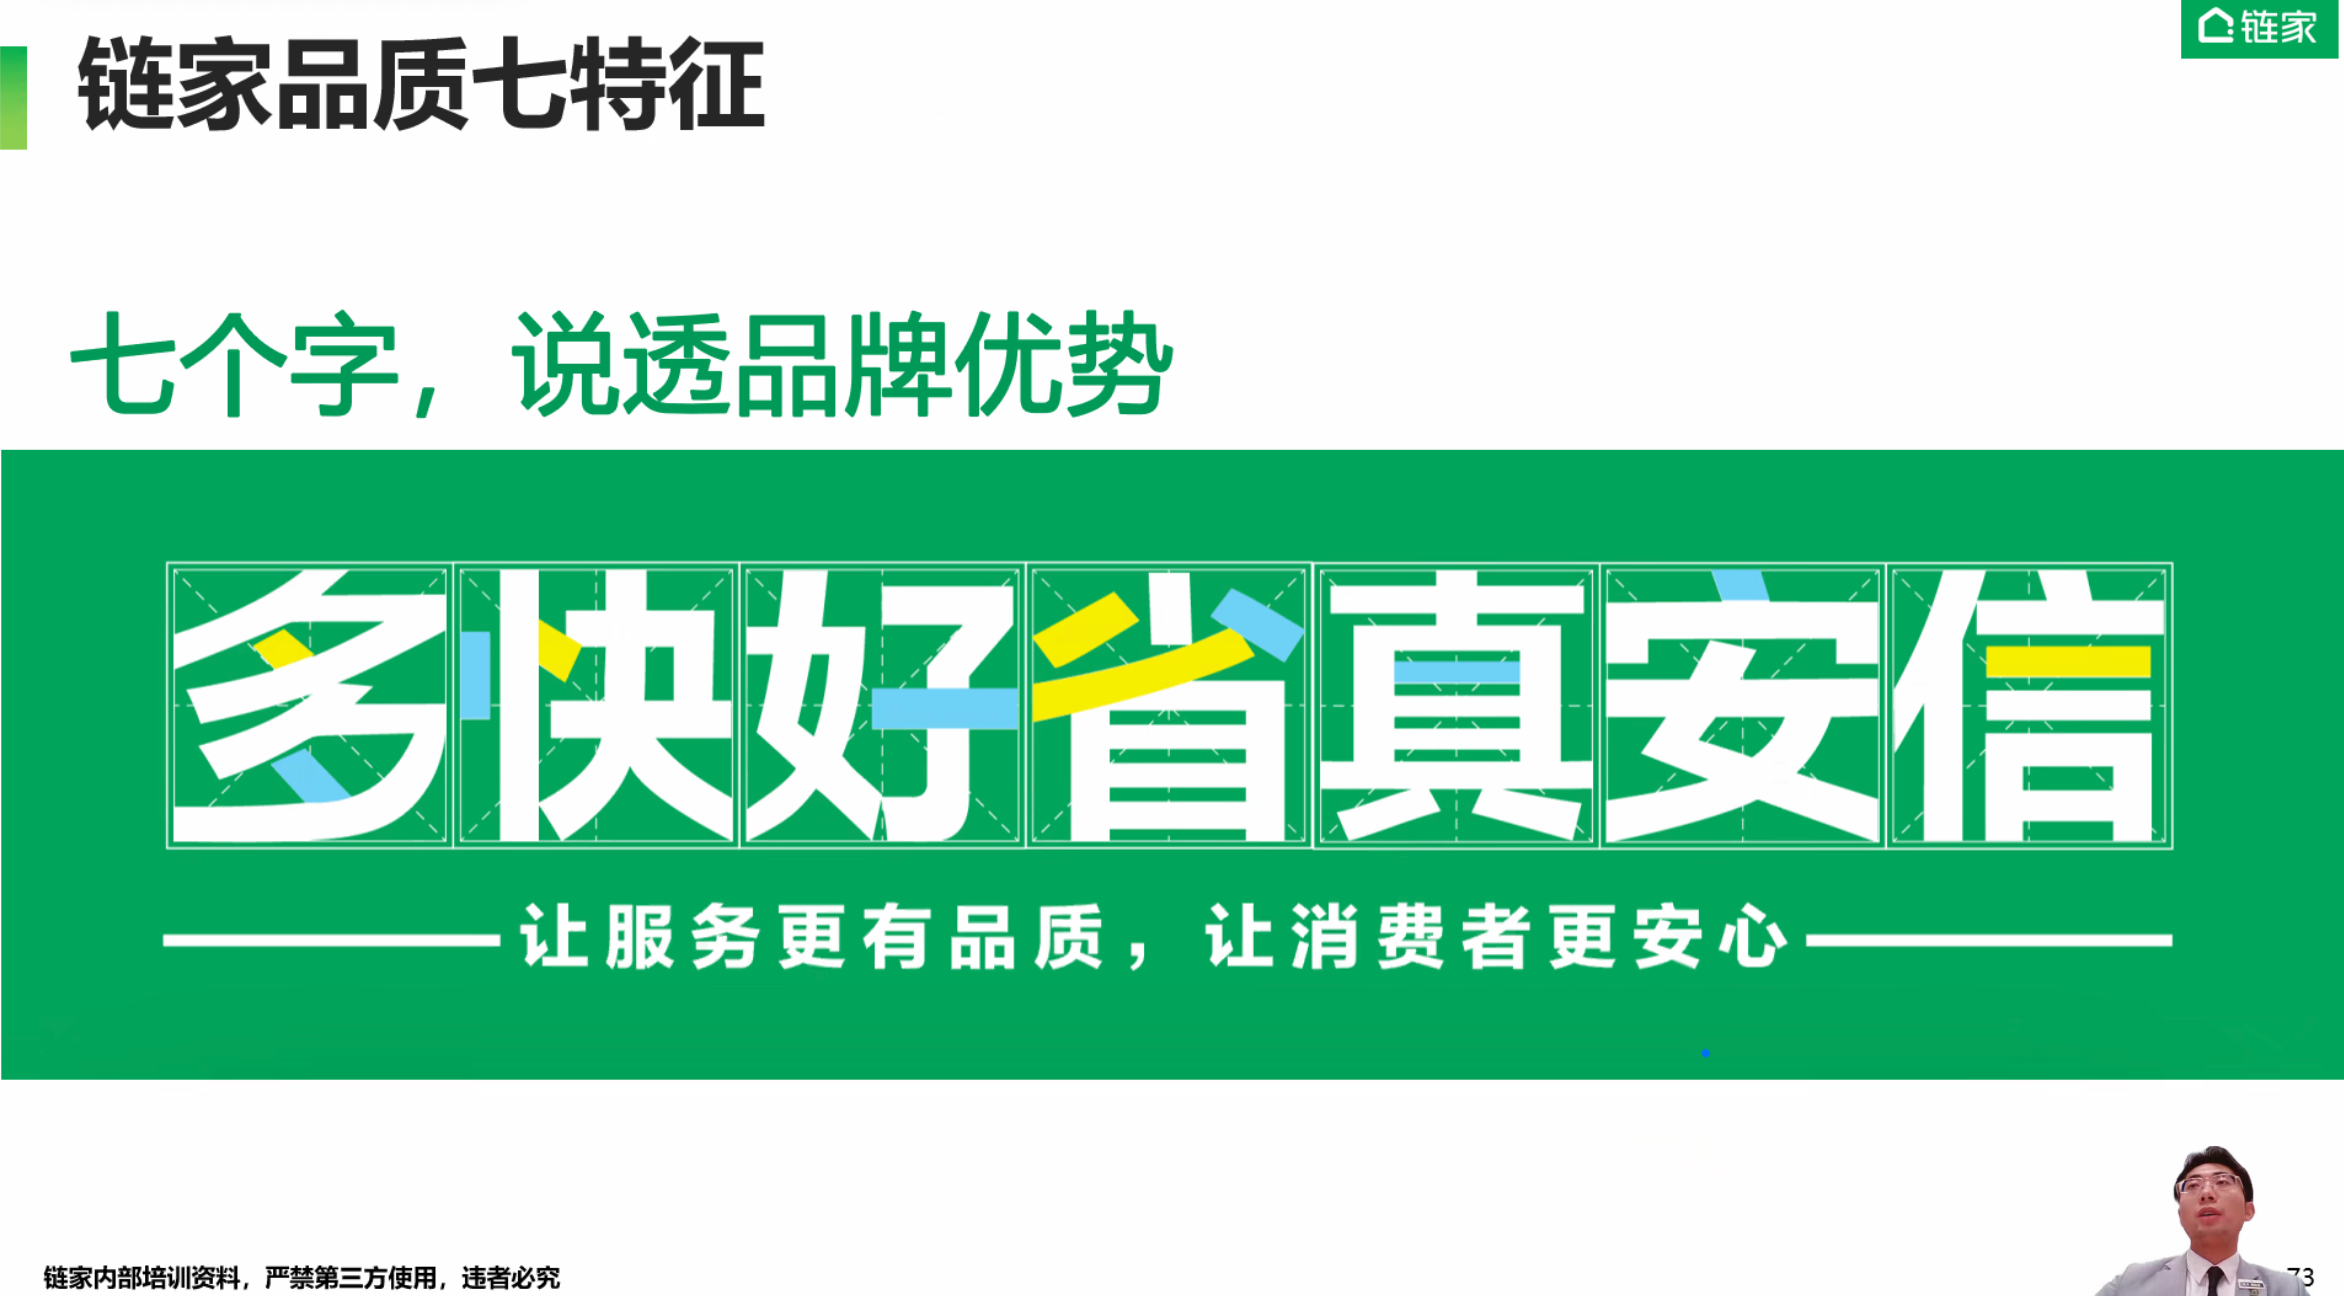 链家品质七特征
链家
七个字，说透品牌优势
多快好省真安信
让服务更有品质，让消费者更安心
链家内部培训资料，严禁第三方使用，违者必究
73